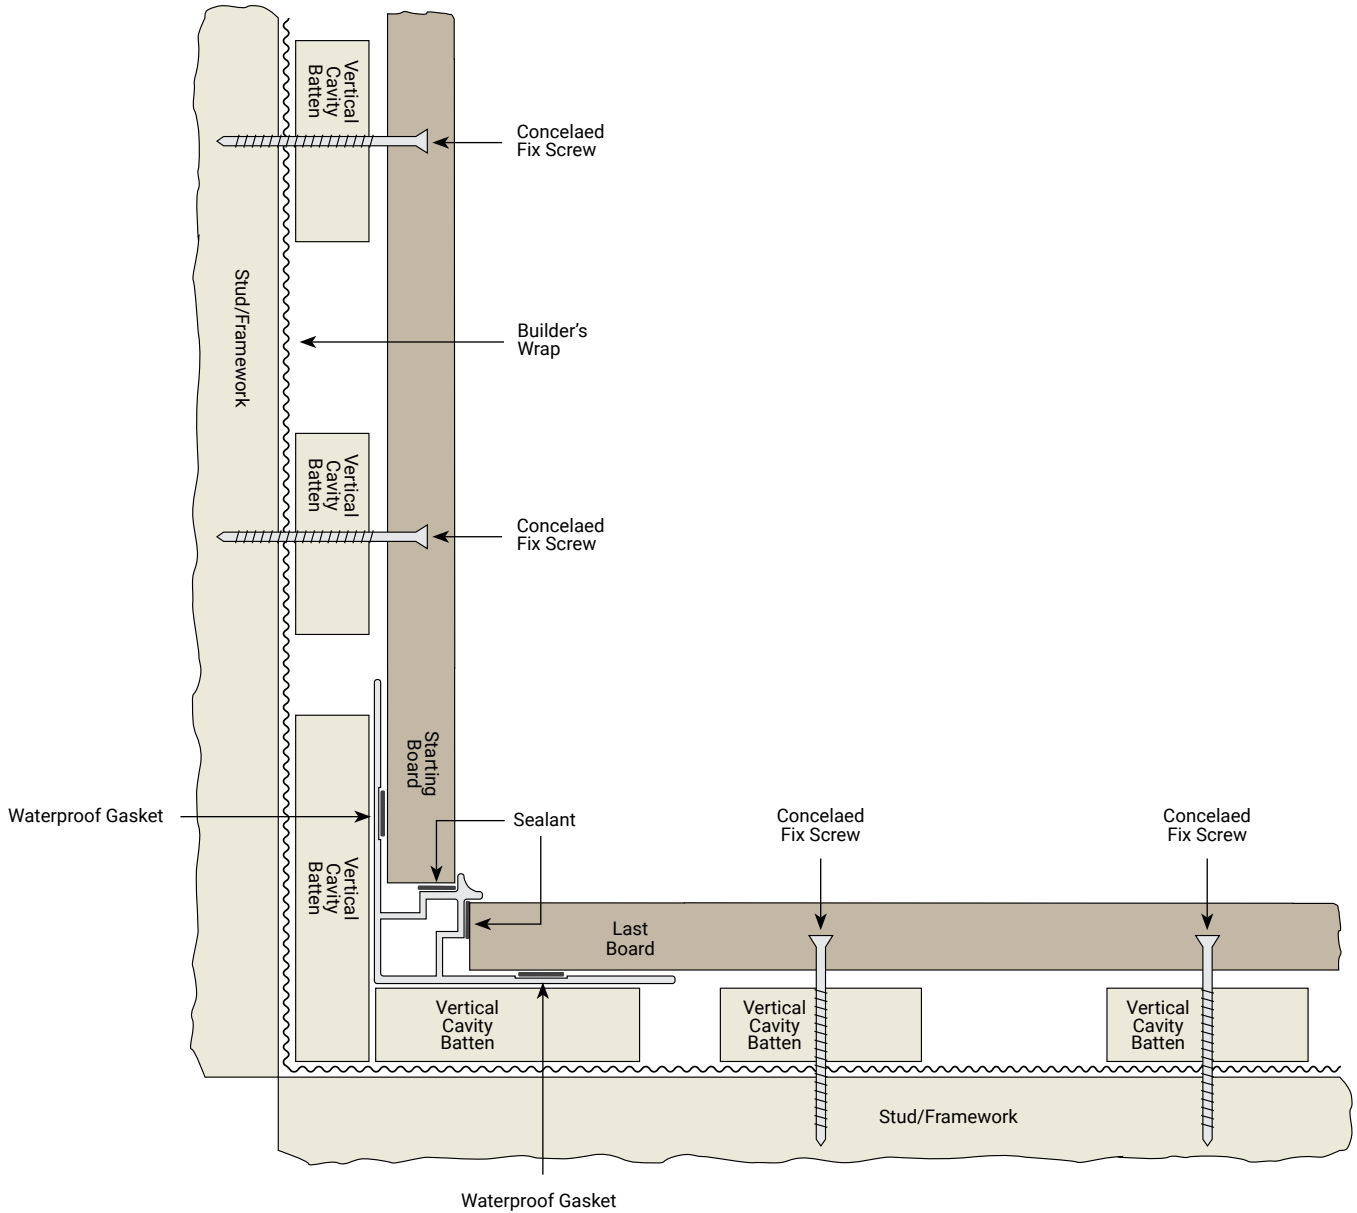 Vertical
Cavity
Batten
Concelaed
Fix Screw
Stud/Framework
Builder’s
Wrap
Vertical
Cavity
Batten
Concelaed
Fix Screw
Starting
Board
Waterproof Gasket
Sealant
Concelaed
Fix Screw
Concelaed
Fix Screw
Vertical
Cavity
Batten
Last
Board
Vertical
Cavity
Batten
Vertical
Cavity
Batten
Vertical
Cavity
Batten
Stud/Framework
Waterproof Gasket